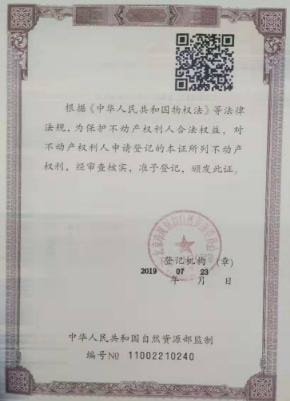 根据《中华人民共和国物权法》等法律
法规，为保护不动产权利人合法权益，对
不动产权利人申请登记的本证所列不动产
权利，经审查核实，准予登记，颁发此证。
登记机构（章）
2019 07 23
年 月 日
中华人民共和国自然资源部监制
编号№ 11002210240